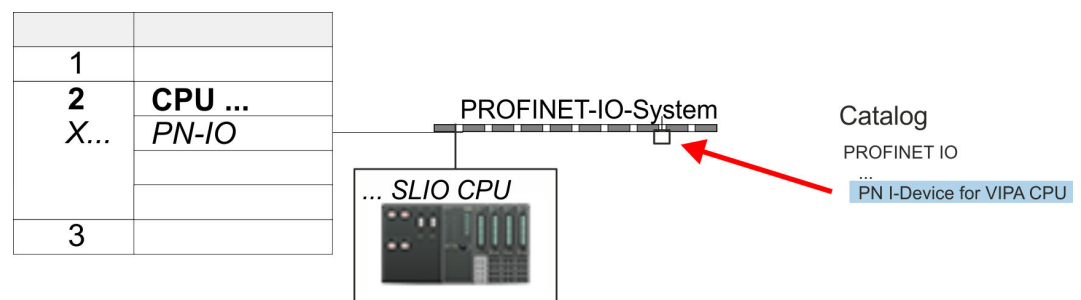 1
2 CPU ...
X... PN-IO
3
PROFINET-IO-System
... SLIO CPU
Catalog
PROFINET IO
...
PN I-Device for VIPA CPU